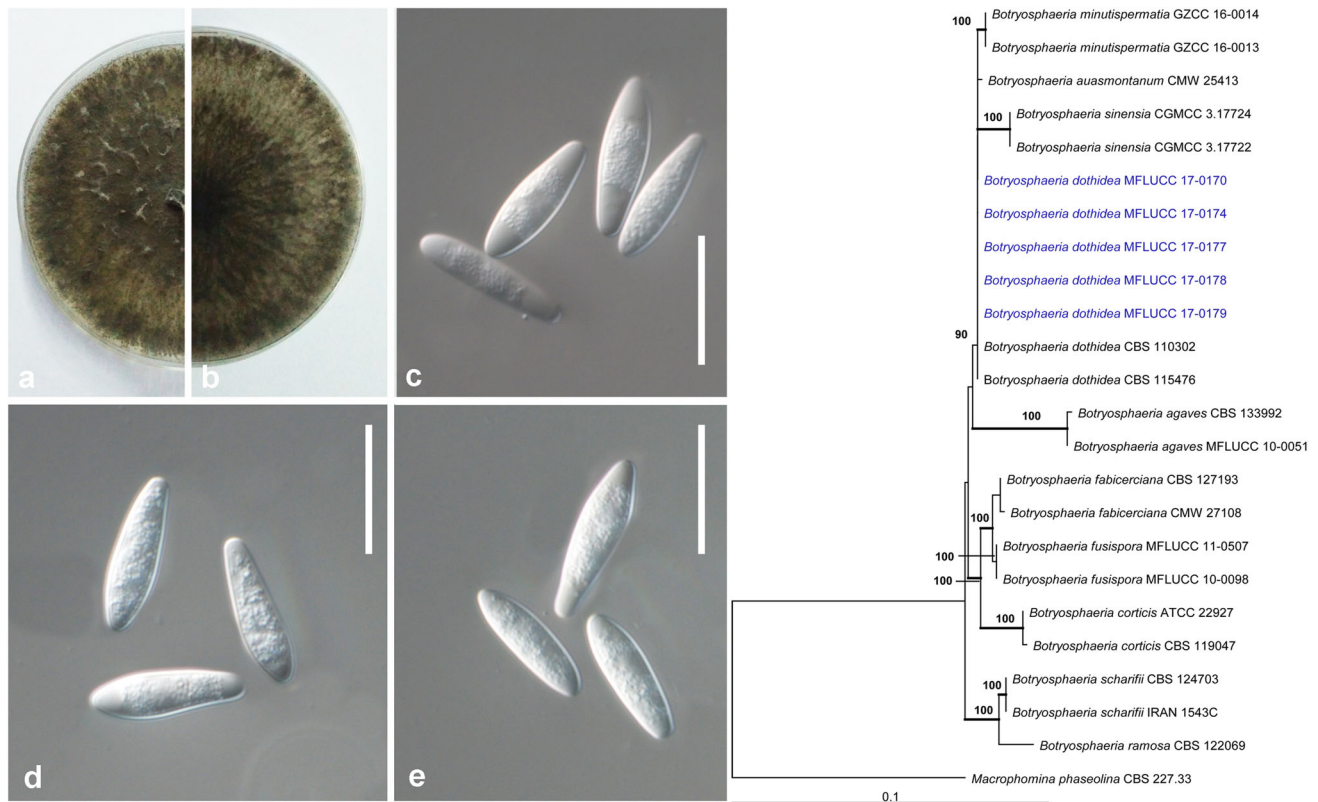 a
b
c
d
e
100
Botryosphaeria minutispermatia GZCC 16-0014
Botryosphaeria minutispermatia GZCC 16-0013
Botryosphaeria auasmontanum CMW 25413
100
Botryosphaeria sinensia CGMCC 3.17724
Botryosphaeria sinensia CGMCC 3.17722
Botryosphaeria dothidea MFLUCC 17-0170
Botryosphaeria dothidea MFLUCC 17-0174
Botryosphaeria dothidea MFLUCC 17-0177
Botryosphaeria dothidea MFLUCC 17-0178
Botryosphaeria dothidea MFLUCC 17-0179
90
Botryosphaeria dothidea CBS 110302
Botryosphaeria dothidea CBS 115476
100
Botryosphaeria agaves CBS 133992
Botryosphaeria agaves MFLUCC 10-0051
Botryosphaeria fabicerciana CBS 127193
100
Botryosphaeria fabicerciana CMW 27108
100
Botryosphaeria fusispora MFLUCC 11-0507
100
Botryosphaeria fusispora MFLUCC 10-0098
100
Botryosphaeria corticis ATCC 22927
Botryosphaeria corticis CBS 119047
100
Botryosphaeria scharifii CBS 124703
100
Botryosphaeria scharifii IRAN 1543C
Botryosphaeria ramosa CBS 122069
Macrophomina phaseolina CBS 227.33
0.1